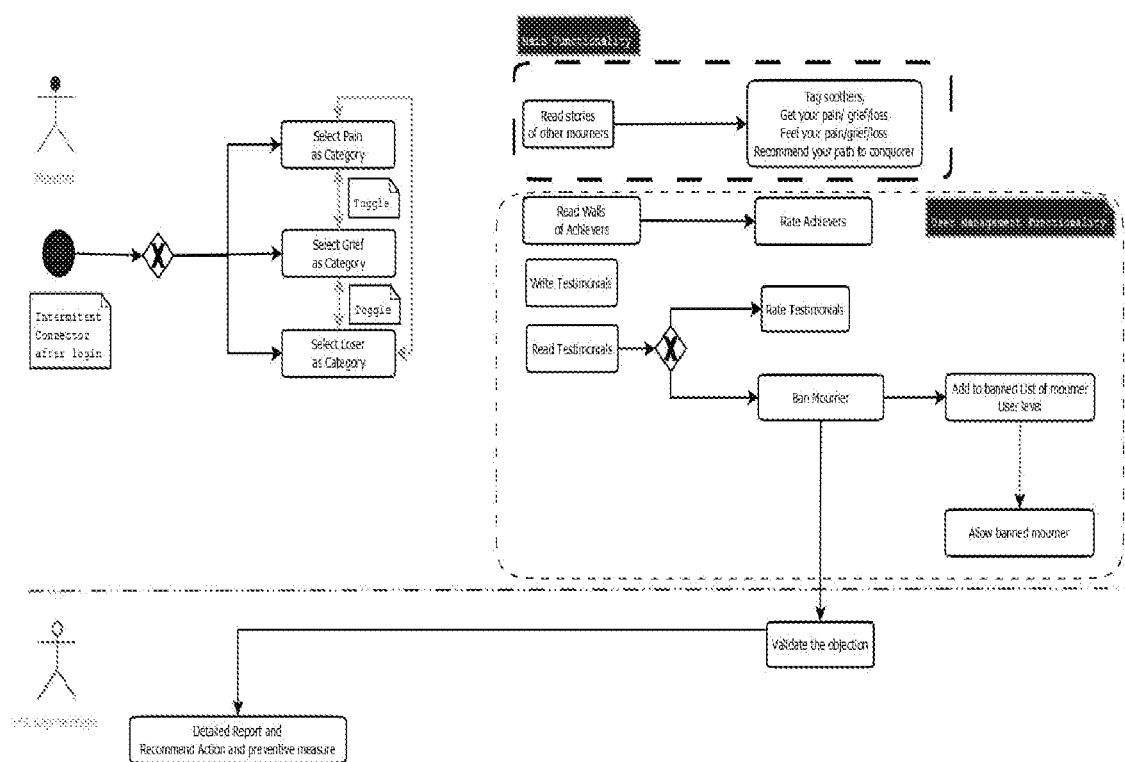 Select Pain
as Category
Toggle
Select Grief
as Category
Toggle
Select Loser
as Category
Intermitent
Connector
after login
Read stories
of other mourners
Tag soothers,
Get your pain/ grief/loss
Feel your pain/grief/loss
Recommend your path to conquorer
Read Walls
of Achievers
Rate Achievers
Write Testimonials
Rate Testimonials
Read Testimonials
Ban Mourner
Add to banned List of mourner
User level
Allow banned mourner
Validate the objection
Detailed Report and
Recommend Action and preventive measure